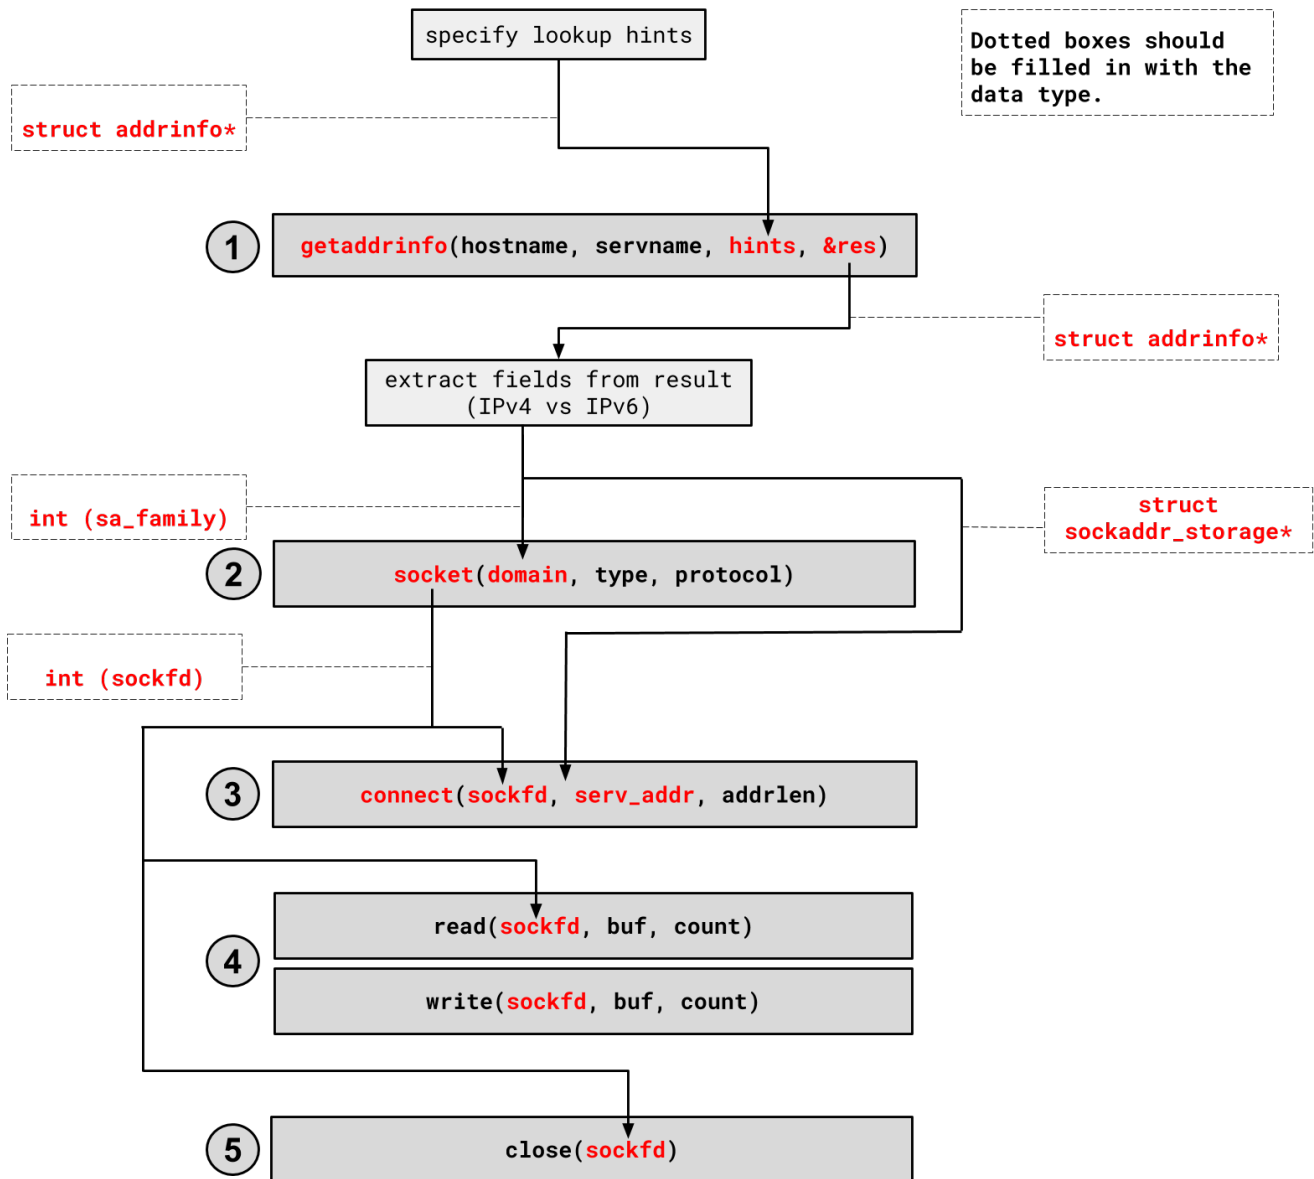 specify lookup hints
Dotted boxes should
be filled in with the
data type.
struct addrinfo*
1
getaddrinfo(hostname, servname, hints, &res)
struct addrinfo*
extract fields from result
(IPv4 vs IPv6)
int (sa_family)
struct
sockaddr_storage*
2
socket(domain, type, protocol)
int (sockfd)
3
connect(sockfd, serv_addr, addrlen)
read(sockfd, buf, count)
4
write(sockfd, buf, count)
5
close(sockfd)